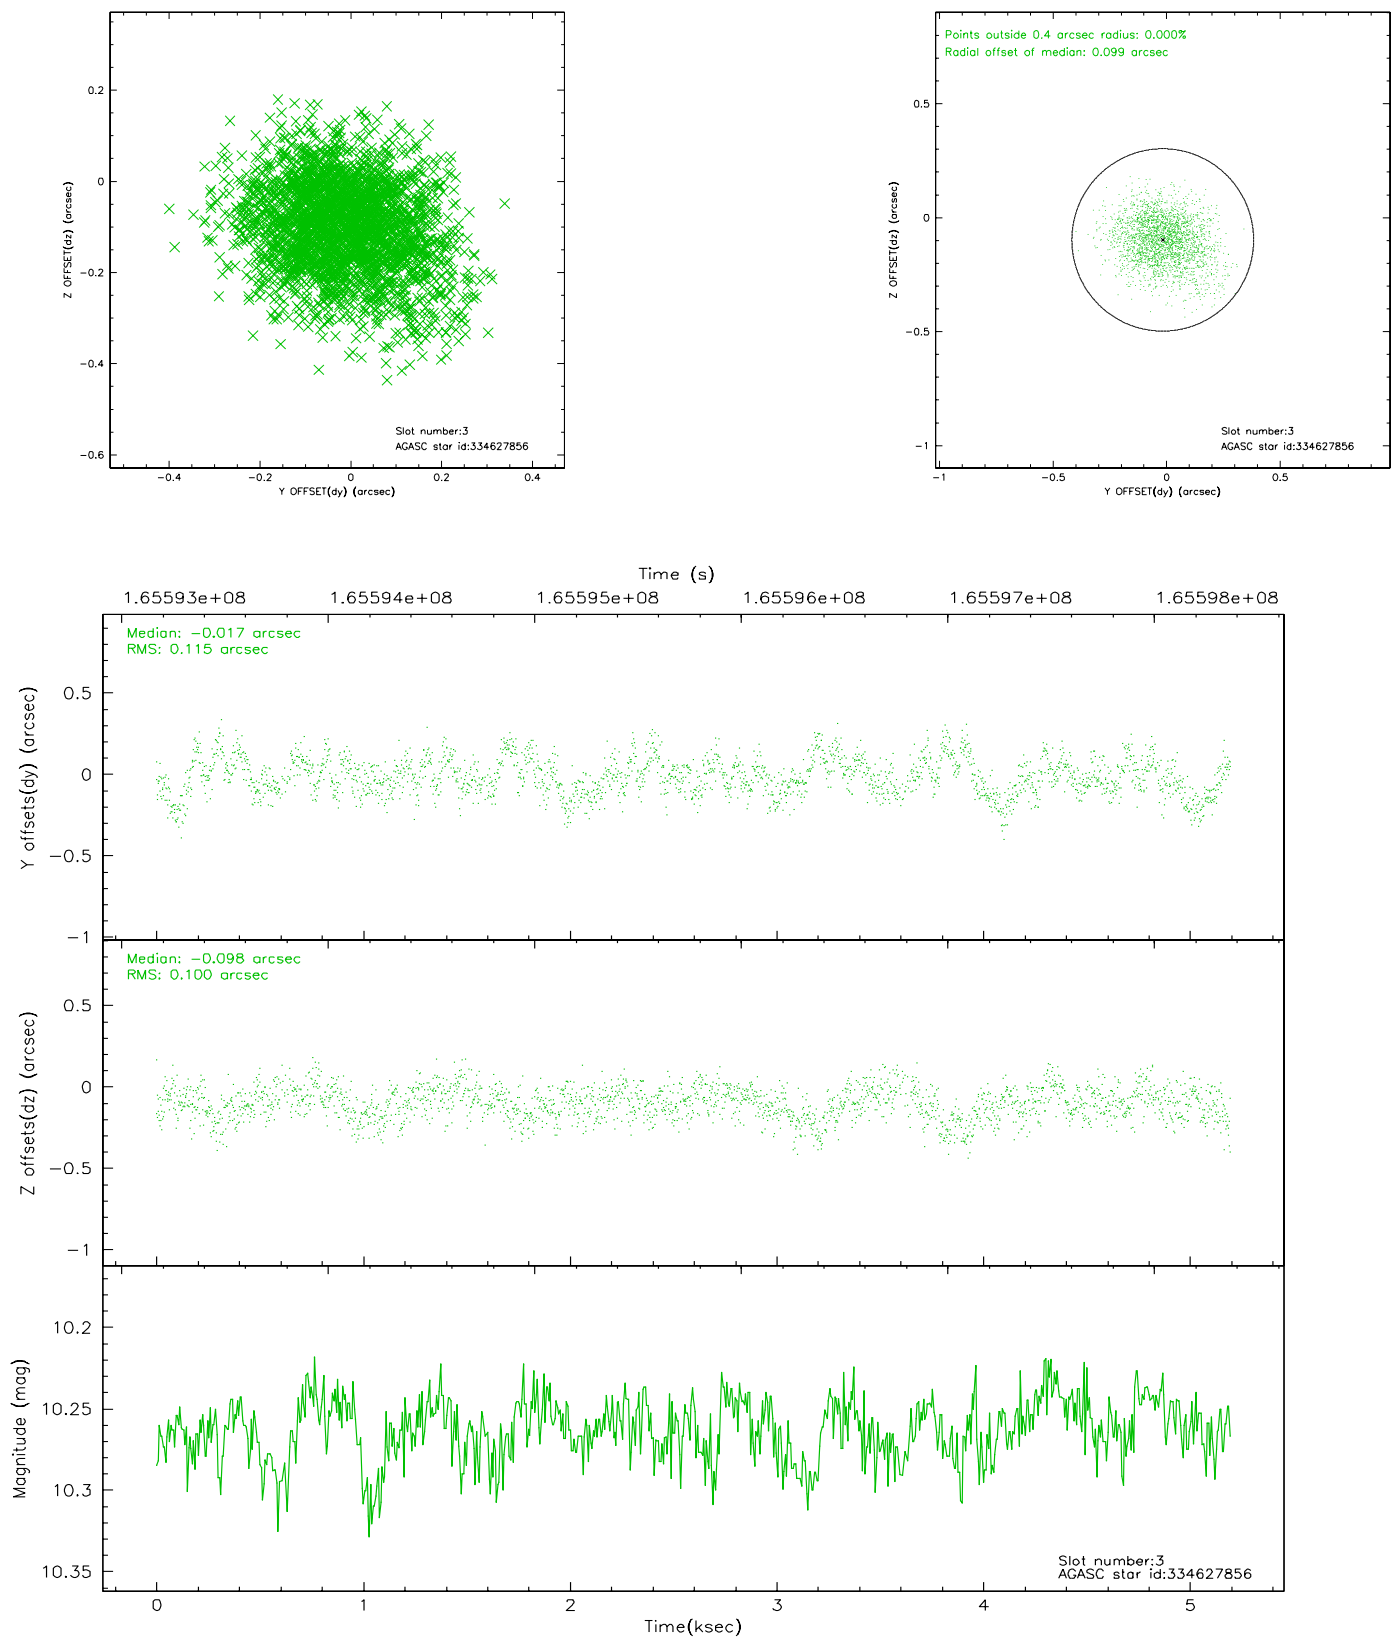 0.2
0
−0.2
−0.4
−0.6
Z OFFSET(dz) (arcsec)
−0.4 −0.2 0 0.2 0.4
Y OFFSET(dy) (arcsec)
Slot number:3
AGASC star id:334627856
Points outside 0.4 arcsec radius: 0.000%
Radial offset of median: 0.099 arcsec
0.5
0
−0.5
−1
Z OFFSET(dz) (arcsec)
−1 −0.5 0 0.5
Y OFFSET(dy) (arcsec)
Slot number:3
AGASC star id:334627856
Time (s)
1.65593e+08 1.65594e+08 1.65595e+08 1.65596e+08 1.65597e+08 1.65598e+08
Median: −0.017 arcsec
RMS: 0.115 arcsec
0.5
0
−0.5
−1
Y offsets(dy) (arcsec)
Median: −0.098 arcsec
RMS: 0.100 arcsec
0.5
0
−0.5
−1
Z offsets(dz) (arcsec)
10.2
10.25
10.3
10.35
Magnitude (mag)
Slot number:3
AGASC star id:334627856
0 1 2 3 4 5
Time(ksec)